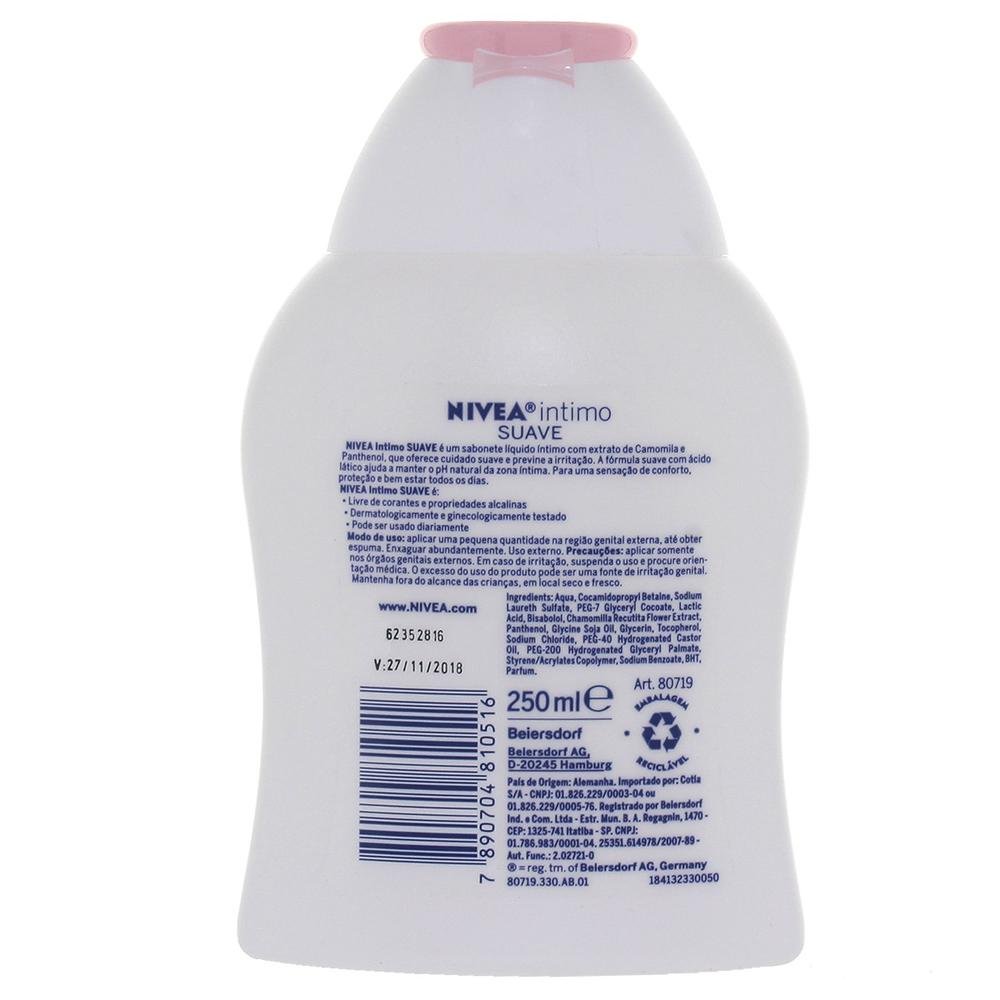 NIVEA® intimo
SUAVE
NIVEA Intimo SUAVE é um sabonete líquido íntimo com extrato de Camomila e
Panthenol, que oferece cuidado suave e previne a irritação. A fórmula suave com ácido
lático ajuda a manter o pH natural da zona íntima. Para uma sensação de conforto,
proteção e bem estar todos os dias.
NIVEA Intimo SUAVE é:
• Livre de corantes e propriedades alcalinas
• Dermatologicamente e ginecologicamente testado
• Pode ser usado diariamente
Modo de uso: aplicar uma pequena quantidade na região genital externa, até obter
espuma. Enxaguar abundantemente. Uso externo. Precauções: aplicar somente
nos órgãos genitais externos. Em caso de irritação, suspenda o uso e procure orien-
tação médica. O excesso do uso do produto pode ser uma fonte de irritação genital.
Mantenha fora do alcance das crianças, em local seco e fresco.
www.NIVEA.com
62352816
V:27/11/2018
Ingredients: Aqua, Cocamidopropyl Betaine, Sodium
Laureth Sulfate, PEG-7 Glyceryl Cocoate, Lactic
Acid, Bisabolol, Chamomilla Recutita Flower Extract,
Panthenol, Glycine Soja Oil, Glycerin, Tocopherol,
Sodium Chloride, PEG-40 Hydrogenated Castor
Oil, PEG-200 Hydrogenated Glyceryl Palmate,
Styrene/Acrylates Copolymer, Sodium Benzoate, BHT,
Parfum.
Art. 80719
250 ml e
EMBALAGEM
RECICLÁVEL
Beiersdorf
Beiersdorf AG,
D-20245 Hamburg
País de Origem: Alemanha. Importado por: Cotia
S/A - CNPJ: 01.826.229/0003-04 ou
01.826.229/0005-76. Registrado por Beiersdorf
Ind. e Com. Ltda - Estr. Mun. B. A. Regagnin, 1470 -
CEP: 1325-741 Itatiba - SP. CNPJ:
01.786.983/0001-04. 25351.614978/2007-89 -
Aut. Func.: 2.02721-0
® = reg. tm. of Beiersdorf AG, Germany
80719.330.AB.01 184132330050
7 890704 810516